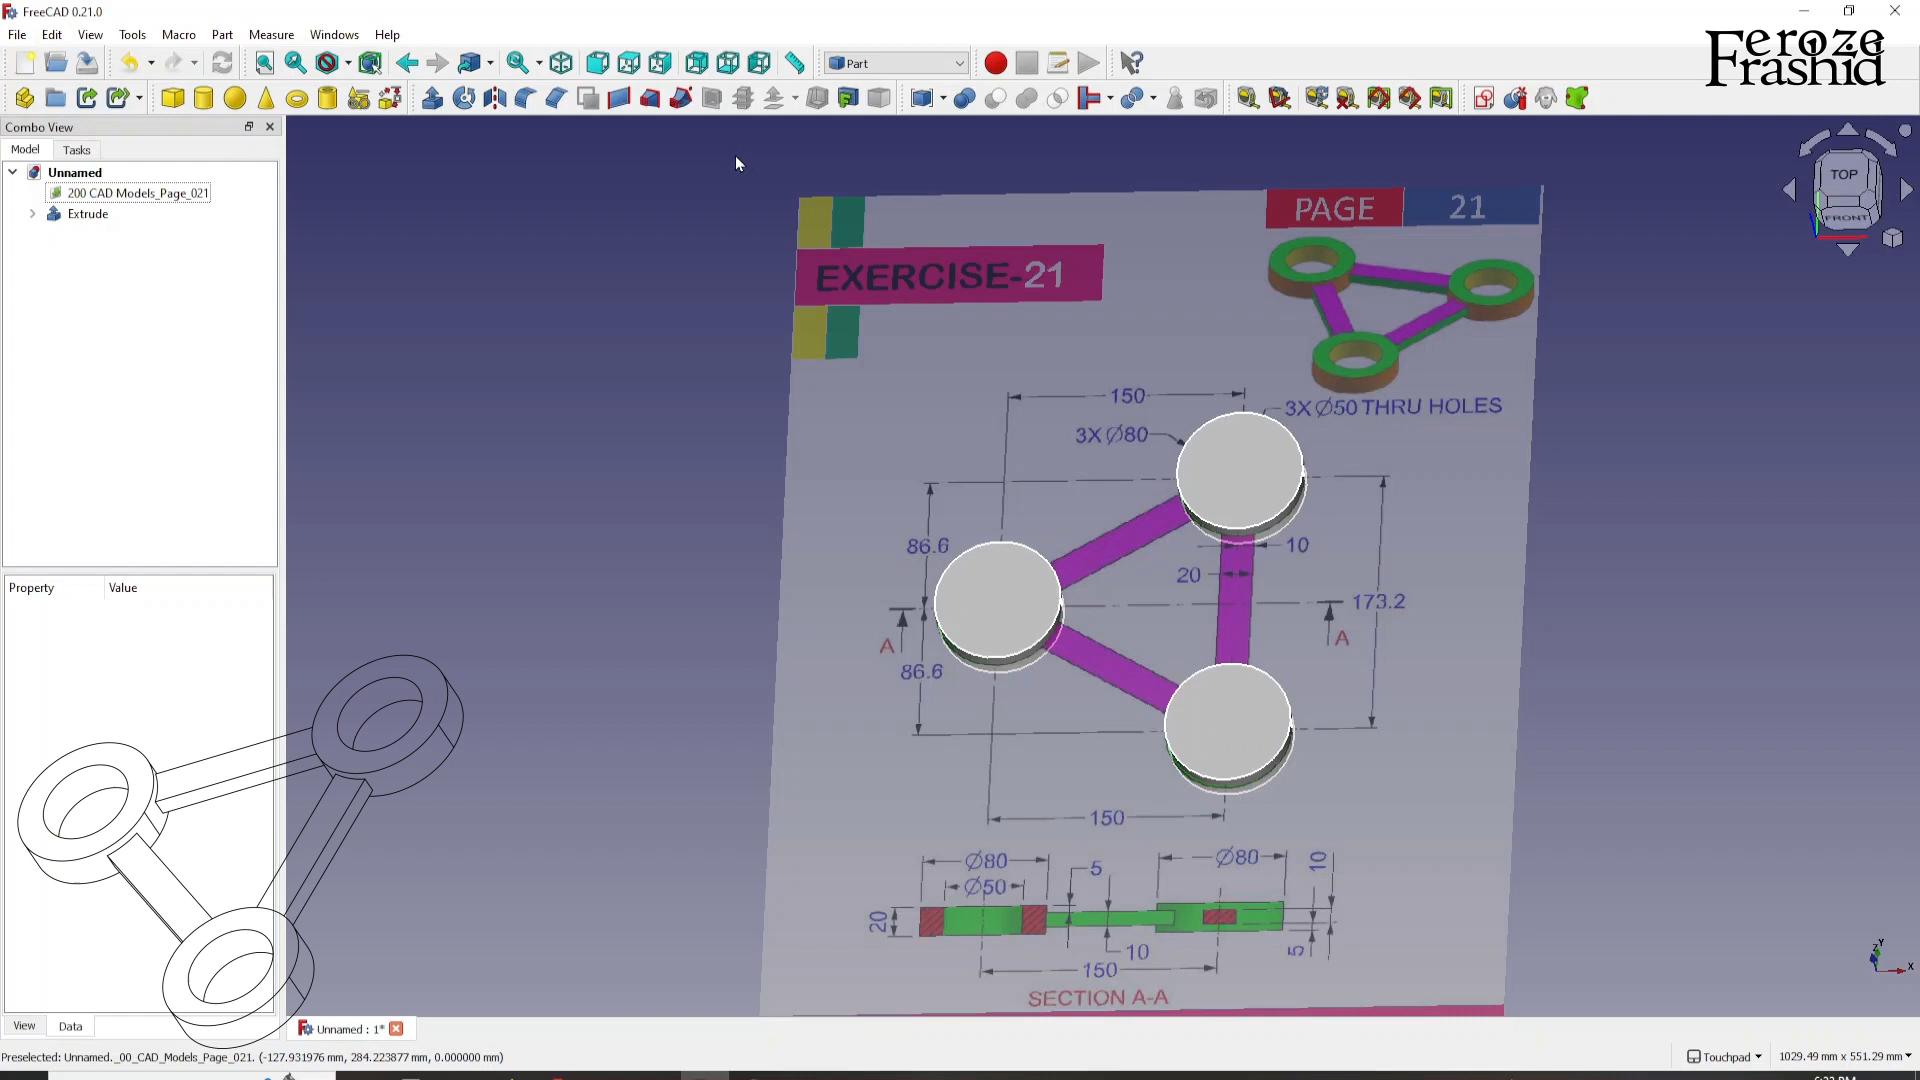 FreeCAD 0.21.0
File Edit View Tools Macro Part Measure Windows Help
Part
Feroze
Frashid
Combo View
Model Tasks
Unnamed
200 CAD Models_Page_021
Extrude
Property Value
View Data
TOP
FRONT
PAGE 21
EXERCISE-21
150
3X Ø50 THRU HOLES
3X Ø80
86.6
10
20
173.2
A
A
86.6
150
Ø80
5
Ø80
10
Ø50
20
10
5
150
SECTION A-A
Y
Z
X
Unnamed : 1*
Preselected: Unnamed._00_CAD_Models_Page_021. (-127.931976 mm, 284.223877 mm, 0.000000 mm)
Touchpad
1029.49 mm x 551.29 mm